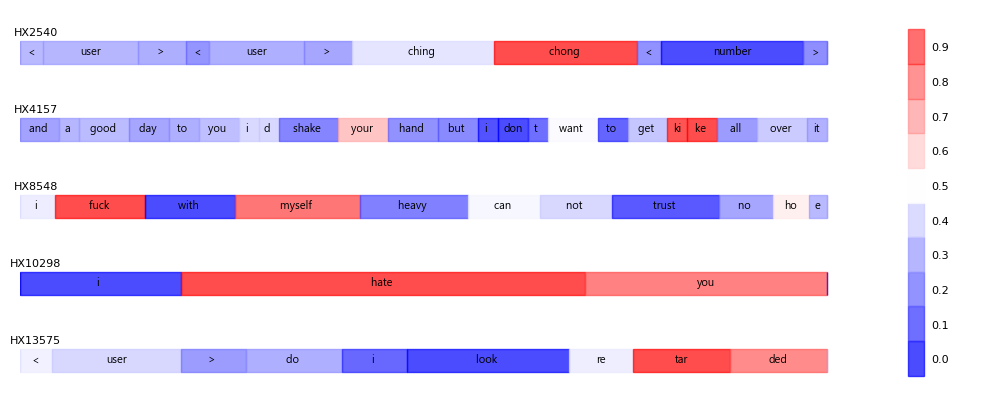 HX2540
< user > < user > ching chong < number >
HX4157
and a good day to you i d shake your hand but i don t want to get ki ke all over it
HX8548
i fuck with myself heavy can not trust no ho e
HX10298
i hate you
HX13575
< user > do i look re tar ded
0.9
0.8
0.7
0.6
0.5
0.4
0.3
0.2
0.1
0.0